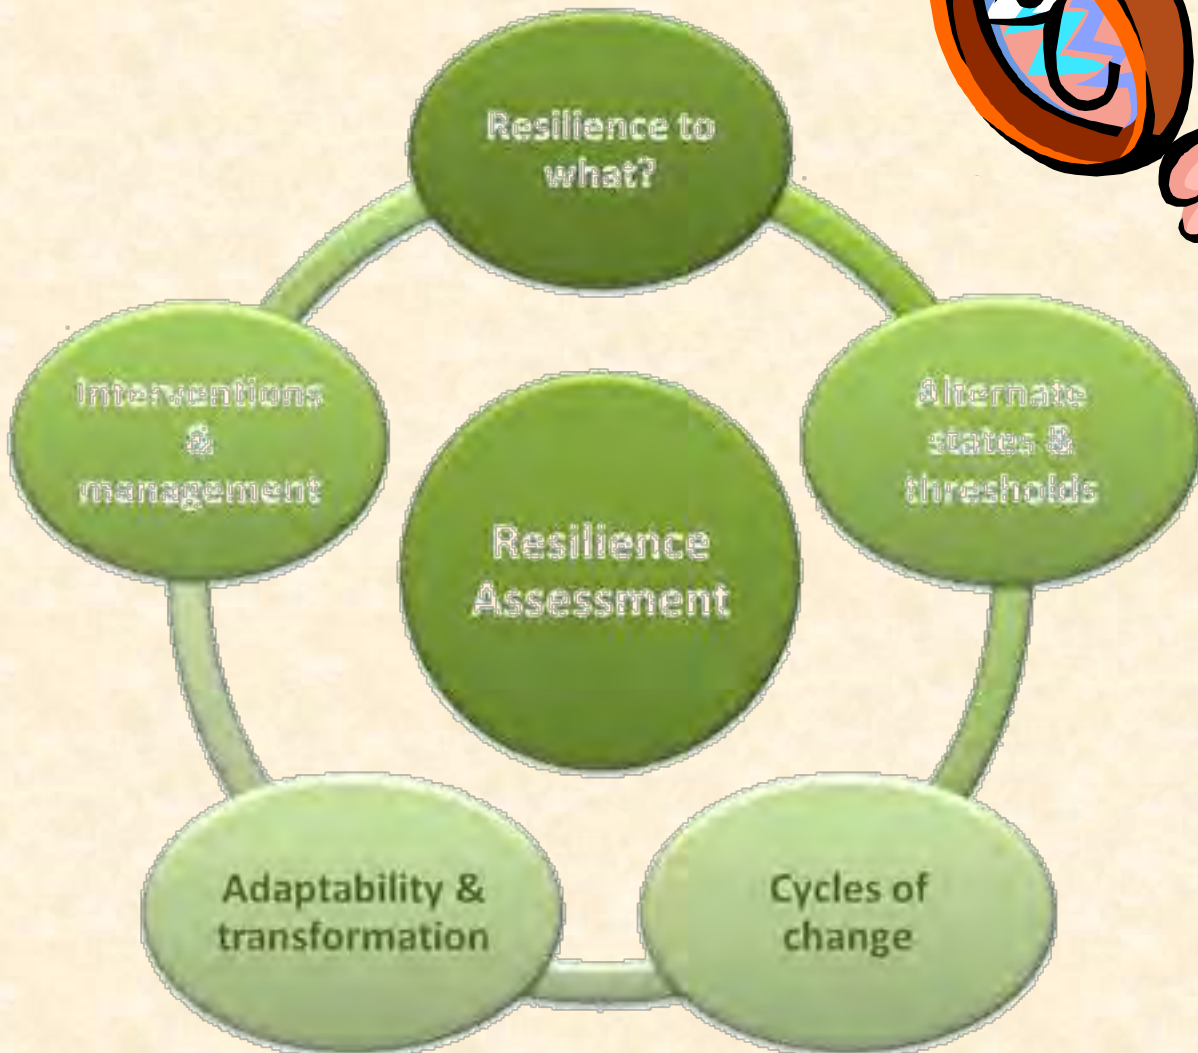 Resilience to
what?
Alternate
states &
thresholds
Cycles of
change
Adaptability &
transformation
Interventions
&
management
Resilience
Assessment